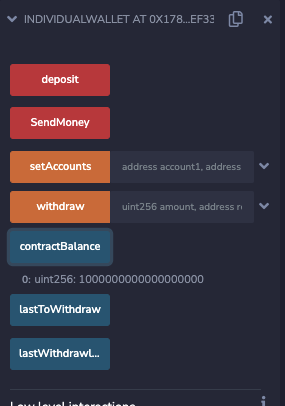 INDIVIDUALWALLET AT 0X178...EF33
deposit
SendMoney
setAccounts address account1, address
withdraw uint256 amount, address
contractBalance
0: uint256: 1000000000000000000
lastToWithdraw
lastWithdrawl...
Low level interactions